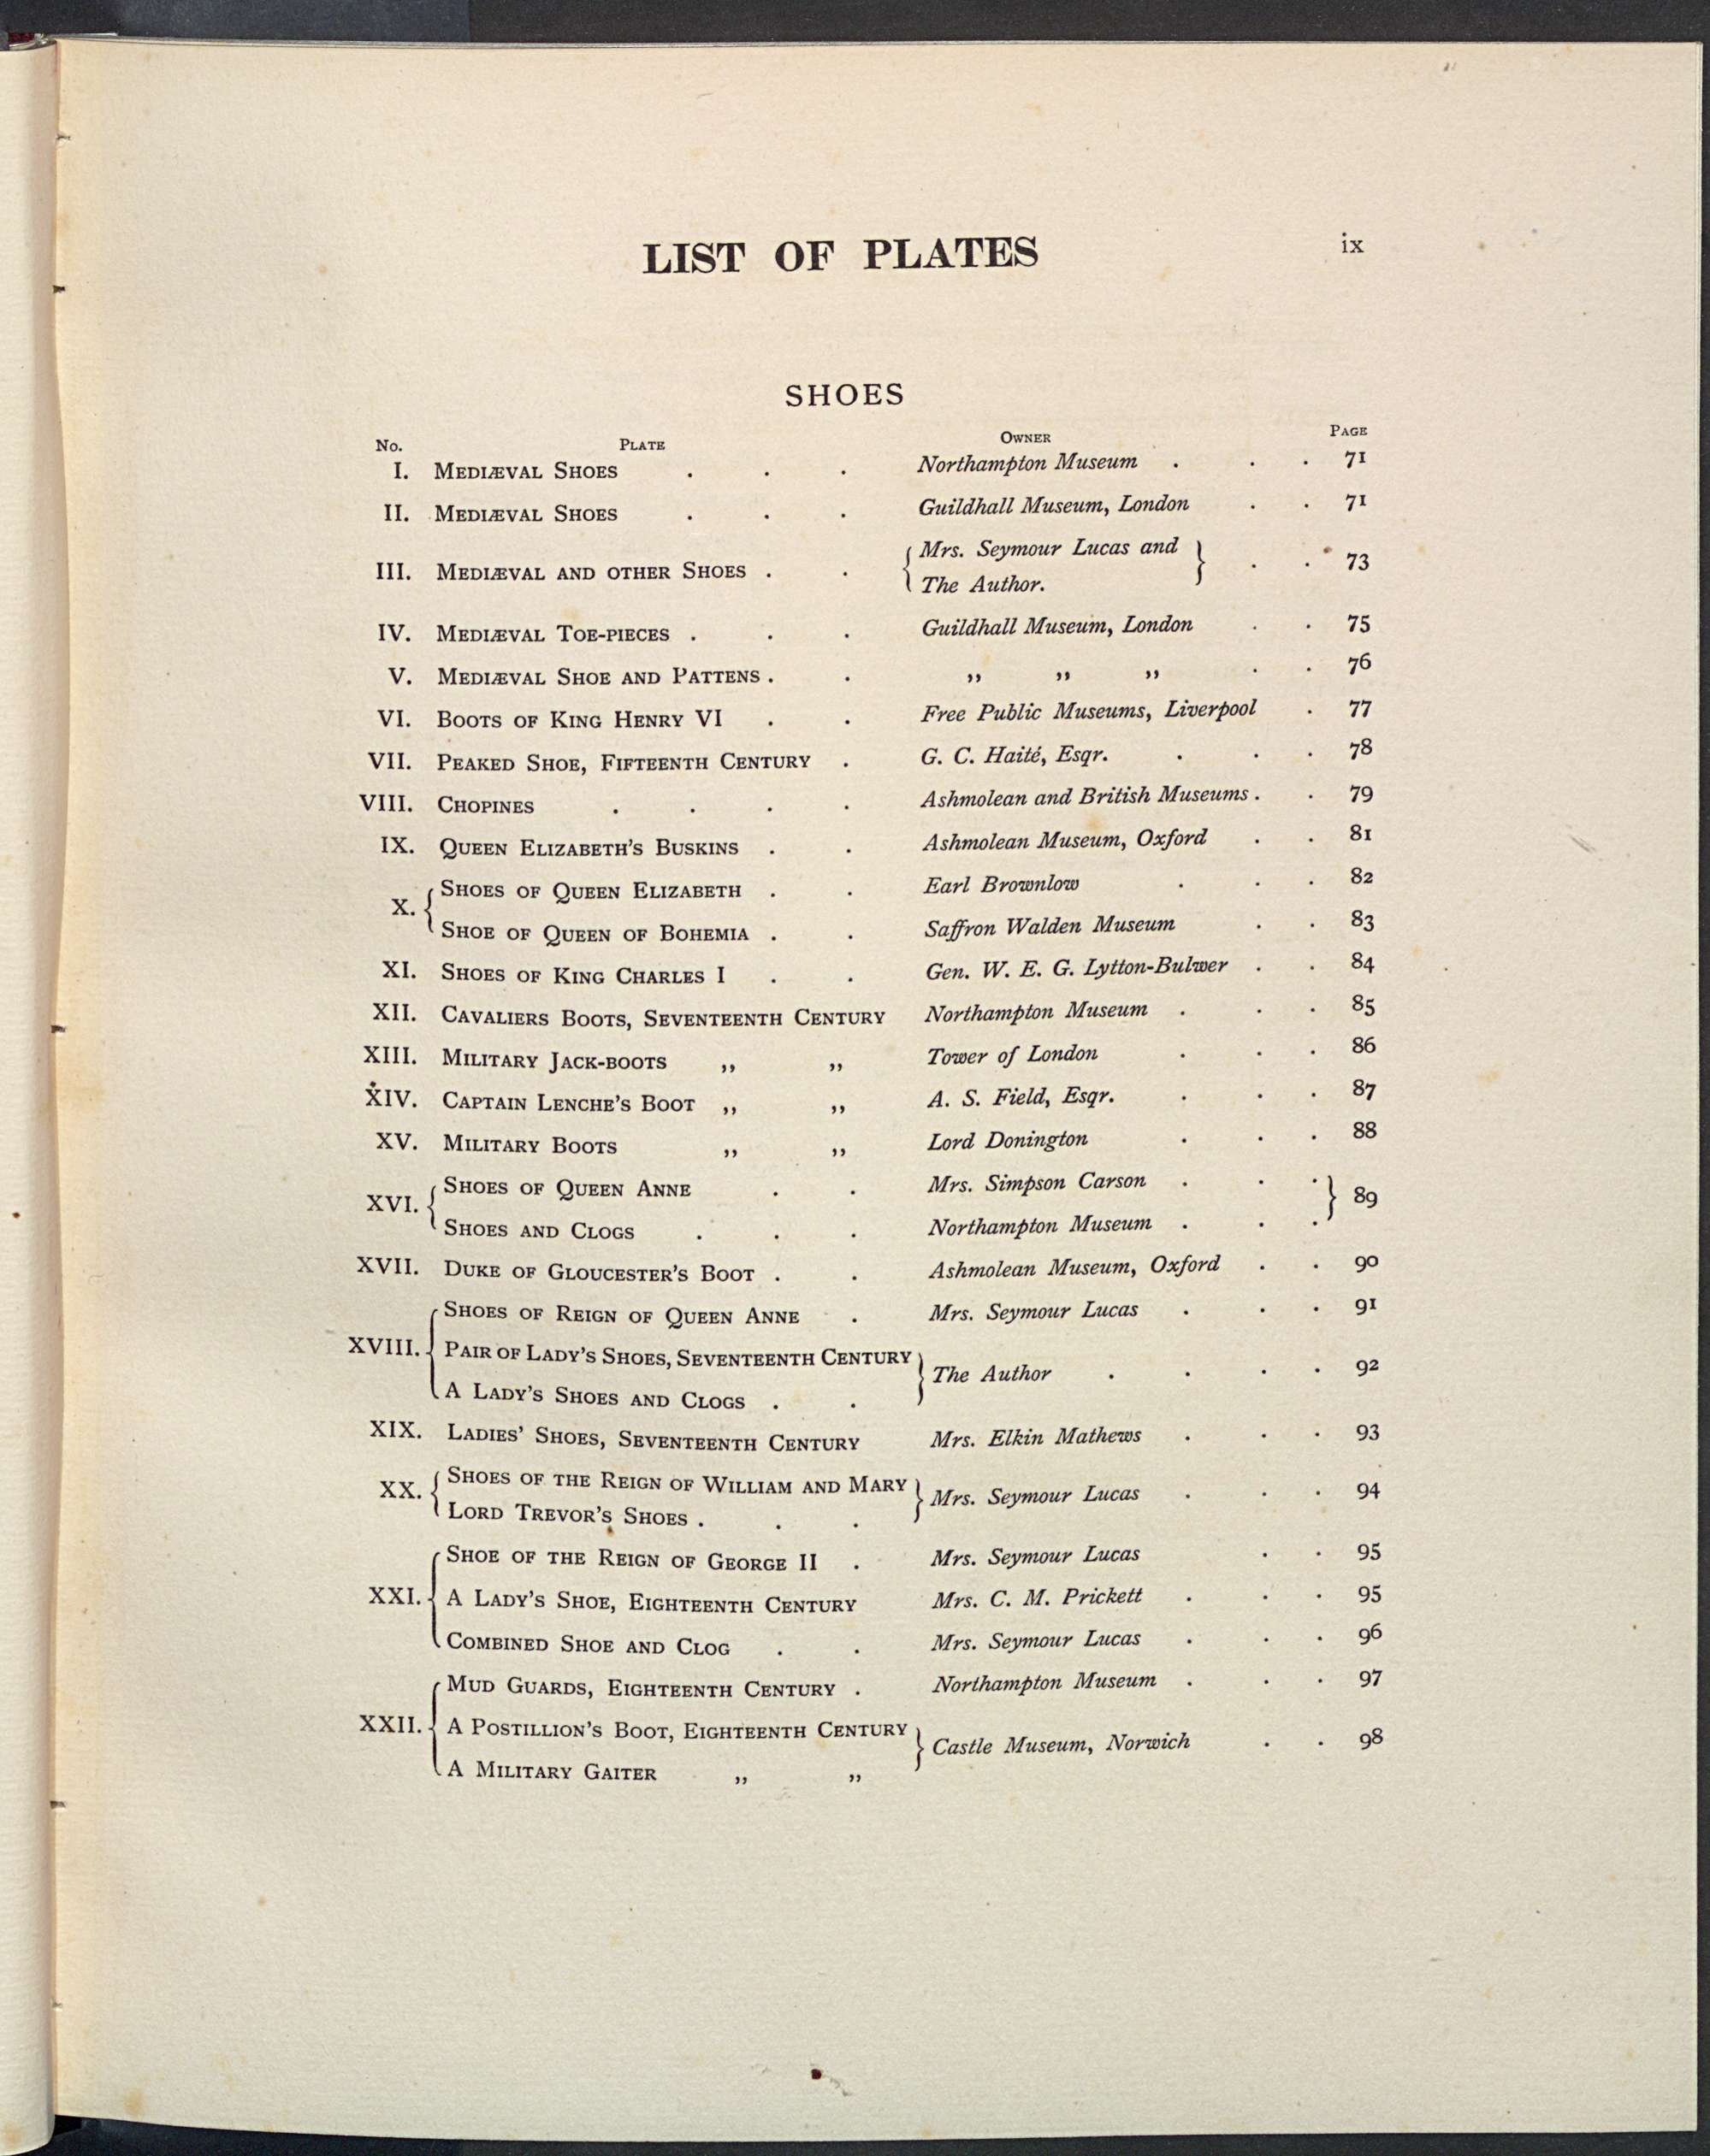 LIST OF PLATES ix
SHOES
No. PLATE OWNER PAGE
I. MEDIÆVAL SHOES . . . Northampton Museum . . . 71
II. MEDIÆVAL SHOES . . . Guildhall Museum, London . . 71
III. MEDIÆVAL AND OTHER SHOES . . { Mrs. Seymour Lucas and The Author. } . . 73
IV. MEDIÆVAL TOE-PIECES . . . Guildhall Museum, London . . 75
V. MEDIÆVAL SHOE AND PATTENS . . ,, ,, ,, . . 76
VI. BOOTS OF KING HENRY VI . . Free Public Museums, Liverpool . 77
VII. PEAKED SHOE, FIFTEENTH CENTURY . G. C. Haité, Esqr. . . . 78
VIII. CHOPINES . . . . Ashmolean and British Museums . . 79
IX. QUEEN ELIZABETH'S BUSKINS . . Ashmolean Museum, Oxford . . 81
X. { SHOES OF QUEEN ELIZABETH . . Earl Brownlow . . . 82
SHOE OF QUEEN OF BOHEMIA . . Saffron Walden Museum . . 83
XI. SHOES OF KING CHARLES I . . Gen. W. E. G. Lytton-Bulwer . . 84
XII. CAVALIERS BOOTS, SEVENTEENTH CENTURY Northampton Museum . . . 85
XIII. MILITARY JACK-BOOTS ,, ,, Tower of London . . . 86
XIV. CAPTAIN LENCHE'S BOOT ,, ,, A. S. Field, Esqr. . . . 87
XV. MILITARY BOOTS ,, ,, Lord Donington . . . 88
XVI. { SHOES OF QUEEN ANNE . . Mrs. Simpson Carson . . . } 89
SHOES AND CLOGS . . . Northampton Museum . . .
XVII. DUKE OF GLOUCESTER'S BOOT . . Ashmolean Museum, Oxford . . 90
XVIII. { SHOES OF REIGN OF QUEEN ANNE . Mrs. Seymour Lucas . . . 91
PAIR OF LADY'S SHOES, SEVENTEENTH CENTURY } The Author . . . . 92
A LADY'S SHOES AND CLOGS . .
XIX. LADIES' SHOES, SEVENTEENTH CENTURY Mrs. Elkin Mathews . . . 93
XX. { SHOES OF THE REIGN OF WILLIAM AND MARY } Mrs. Seymour Lucas . . . 94
LORD TREVOR'S SHOES . . .
XXI. { SHOE OF THE REIGN OF GEORGE II . Mrs. Seymour Lucas . . 95
A LADY'S SHOE, EIGHTEENTH CENTURY Mrs. C. M. Prickett . . . 95
COMBINED SHOE AND CLOG . . Mrs. Seymour Lucas . . . 96
XXII. { MUD GUARDS, EIGHTEENTH CENTURY . Northampton Museum . . . 97
A POSTILLION'S BOOT, EIGHTEENTH CENTURY } Castle Museum, Norwich . . 98
A MILITARY GAITER ,, ,,